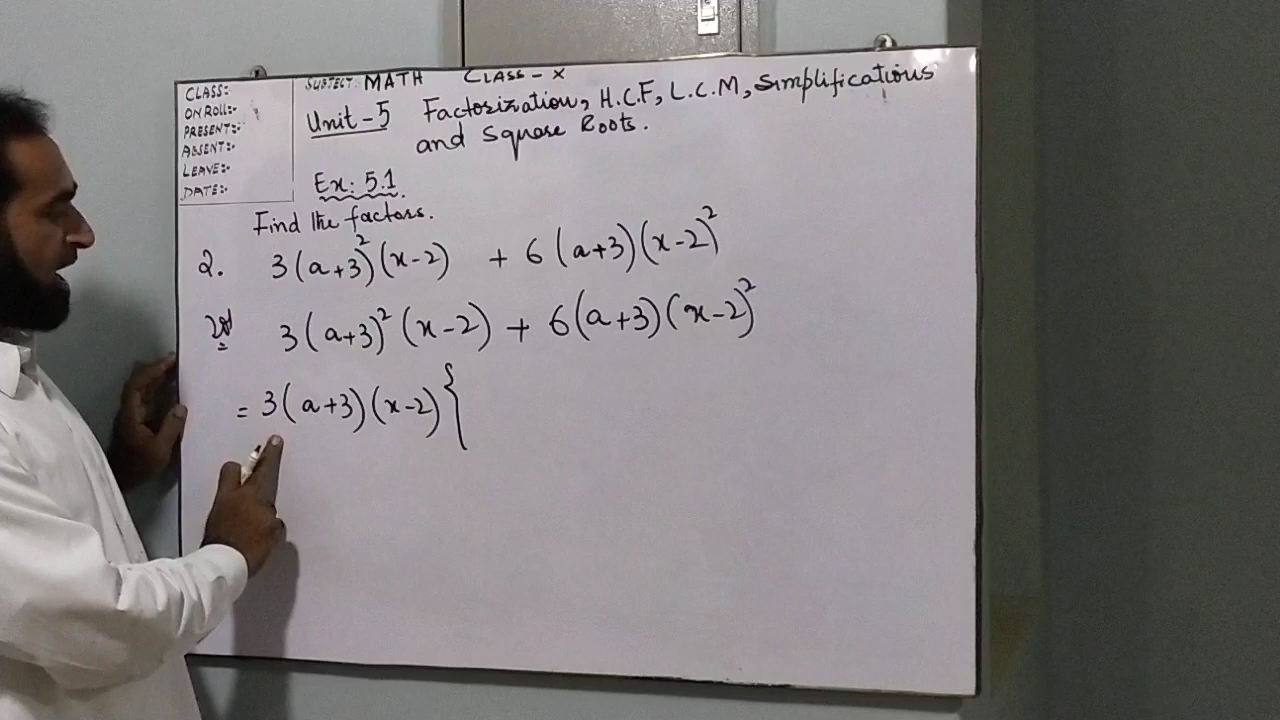 CLASS:
ON ROLL:-
PRESENT:-
ABSENT:-
LEAVE:-
DATE:-
SUBJECT: MATH CLASS - X
Unit - 5 Factorization, H.C.F, L.C.M, Simplifications
and Square Roots.
Ex: 5.1
Find the factors.
2. 3(a+3)²(x-2) + 6(a+3)(x-2)²
3(a+3)²(x-2) + 6(a+3)(x-2)²
= 3(a+3)(x-2){